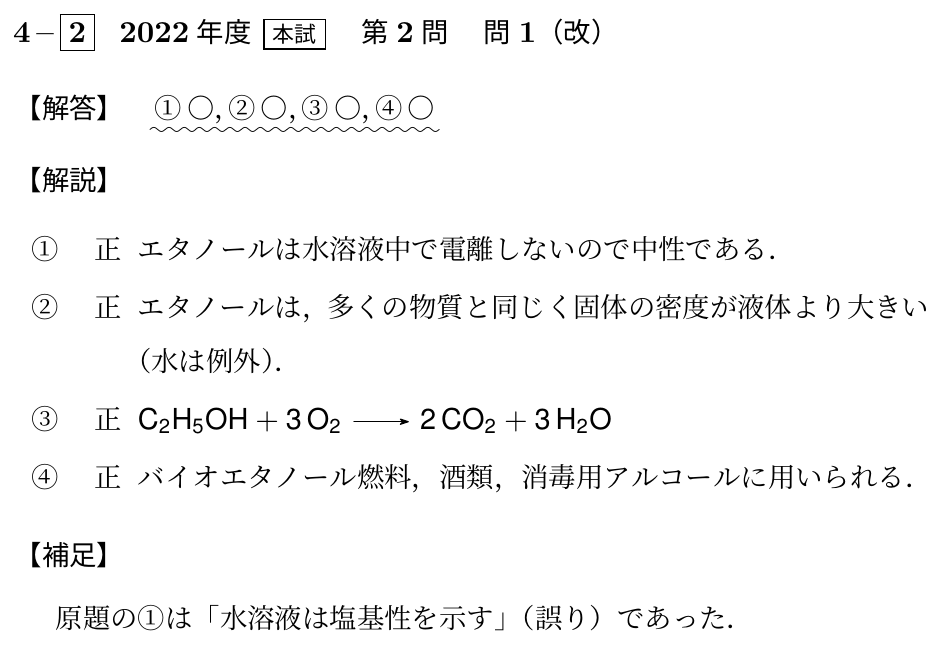 4–2 2022年度 本試 第2問 問1（改）
【解答】 ①○, ②○, ③○, ④○
【解説】
① 正 エタノールは水溶液中で電離しないので中性である．
② 正 エタノールは，多くの物質と同じく固体の密度が液体より大きい
（水は例外）．
③ 正 C₂H₅OH + 3 O₂ ⟶ 2 CO₂ + 3 H₂O
④ 正 バイオエタノール燃料，酒類，消毒用アルコールに用いられる．
【補足】
原題の①は「水溶液は塩基性を示す」（誤り）であった．